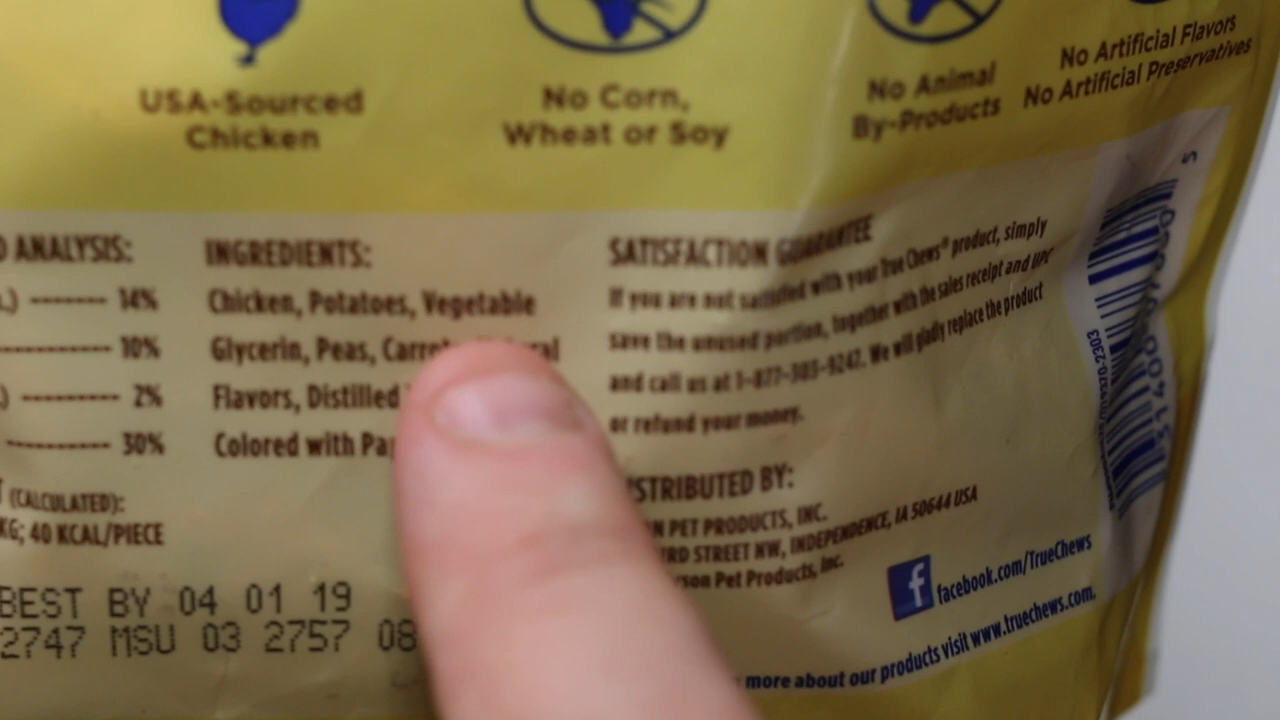 USA-Sourced
Chicken
No Corn,
Wheat or Soy
No Animal
By-Products
No Artificial Flavors
No Artificial Preservatives
ANALYSIS:
14%
10%
2%
30%
(CALCULATED):
KG; 40 KCAL/PIECE
BEST BY 04 01 19
2747 MSU 03 2757 08
INGREDIENTS:
Chicken, Potatoes, Vegetable
Glycerin, Peas,
Flavors, Distilled
Colored with
SATISFACTION GUARANTEE
If you are not satisfied with your True Chews® product, simply
save the unused portion, together with the sales receipt and UPC
and call us at 1-877-303-9247. We will gladly replace the product
or refund your money.
DISTRIBUTED BY:
PET PRODUCTS, INC.
STREET NW, INDEPENDENCE, IA 50644 USA
Pet Products, Inc.
f facebook.com/TrueChews
more about our products visit www.truechews.com.
5